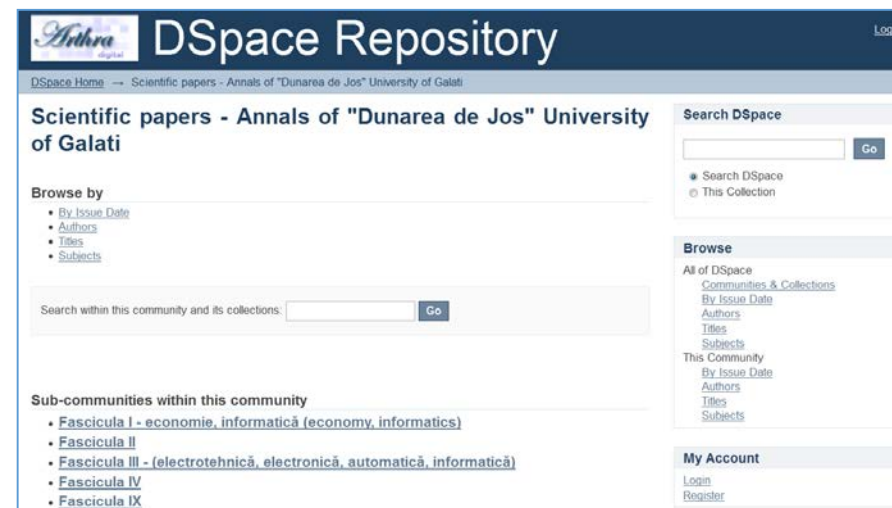 Arthra
digital
DSpace Repository
DSpace Home → Scientific papers - Annals of "Dunarea de Jos" University of Galati
Scientific papers - Annals of "Dunarea de Jos" University
of Galati
Browse by
• By Issue Date
• Authors
• Titles
• Subjects
Search within this community and its collections: Go
Sub-communities within this community
• Fascicula I - economie, informatică (economy, informatics)
• Fascicula II
• Fascicula III - (electrotehnică, electronică, automatică, informatică)
• Fascicula IV
• Fascicula IX
Search DSpace
Go
Search DSpace
This Collection
Browse
All of DSpace
Communities & Collections
By Issue Date
Authors
Titles
Subjects
This Community
By Issue Date
Authors
Titles
Subjects
My Account
Login
Register